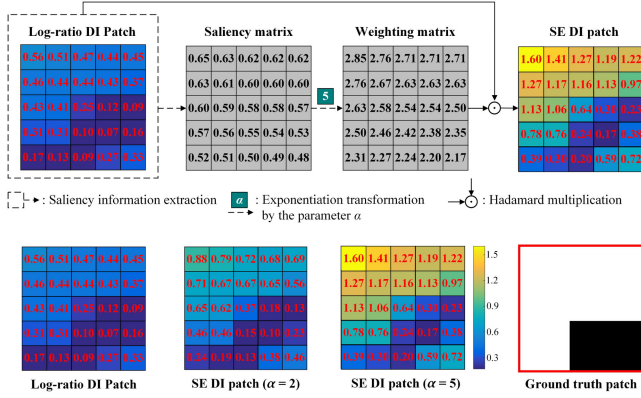 Log-ratio DI Patch
Saliency matrix
Weighting matrix
SE DI patch
0.56 0.51 0.47 0.44 0.45
0.46 0.44 0.44 0.43 0.37
0.43 0.41 0.25 0.12 0.09
0.31 0.33 0.10 0.07 0.16
0.17 0.13 0.09 0.27 0.33
0.65 0.63 0.62 0.62 0.62
0.63 0.61 0.60 0.60 0.60
0.60 0.59 0.58 0.58 0.57
0.57 0.56 0.55 0.54 0.53
0.52 0.51 0.50 0.49 0.48
5
2.85 2.76 2.71 2.71 2.71
2.76 2.67 2.63 2.63 2.63
2.63 2.58 2.54 2.54 2.50
2.50 2.46 2.42 2.38 2.35
2.31 2.27 2.24 2.20 2.17
1.60 1.41 1.27 1.19 1.22
1.27 1.17 1.16 1.13 0.97
1.13 1.06 0.64 0.30 0.23
0.78 0.76 0.24 0.17 0.38
0.39 0.30 0.20 0.59 0.72
: Saliency information extraction
α : Exponentiation transformation
by the parameter α
: Hadamard multiplication
0.56 0.51 0.47 0.44 0.45
0.46 0.44 0.44 0.43 0.37
0.43 0.41 0.25 0.12 0.09
0.31 0.31 0.10 0.07 0.16
0.17 0.13 0.09 0.27 0.33
Log-ratio DI Patch
0.88 0.79 0.72 0.68 0.69
0.71 0.67 0.67 0.65 0.56
0.65 0.62 0.37 0.18 0.13
0.46 0.46 0.15 0.10 0.23
0.24 0.19 0.13 0.38 0.46
SE DI patch (α = 2)
1.60 1.41 1.27 1.19 1.22
1.27 1.17 1.16 1.13 0.97
1.13 1.06 0.64 0.30 0.23
0.78 0.76 0.24 0.17 0.38
0.39 0.30 0.20 0.59 0.72
SE DI patch (α = 5)
1.5
1.2
0.9
0.6
0.3
Ground truth patch